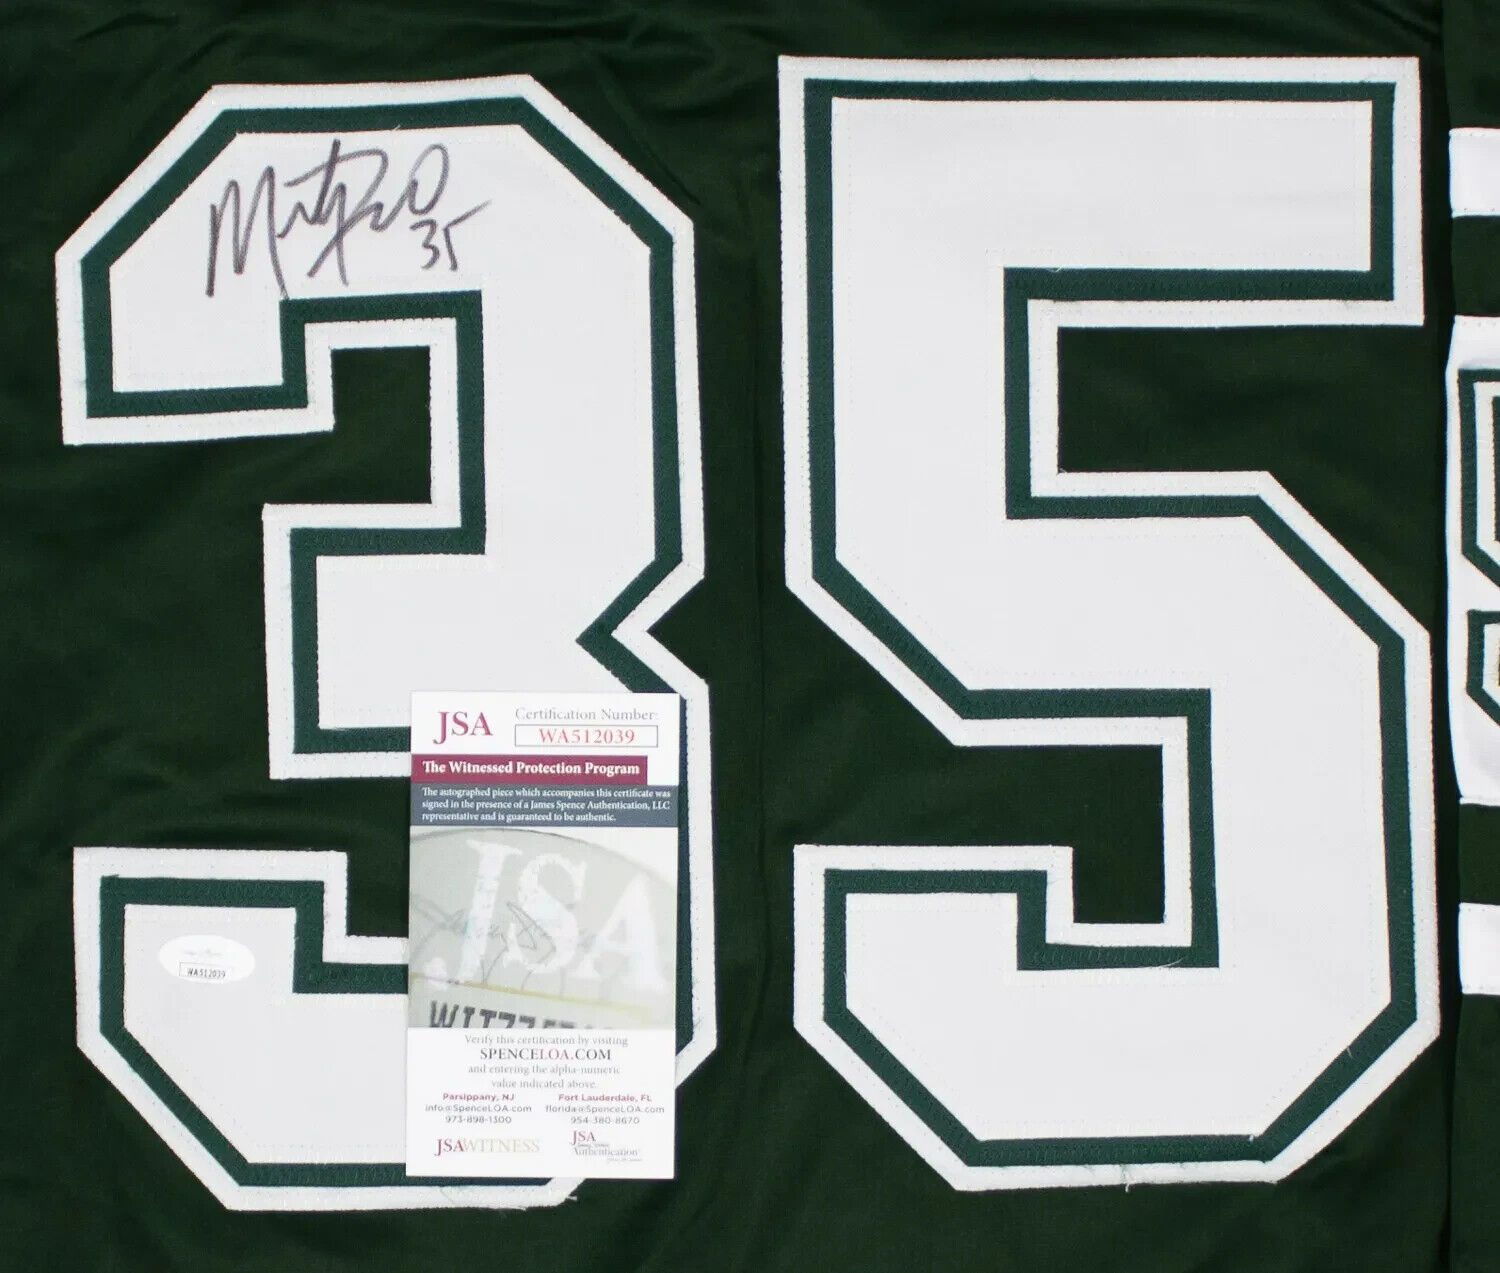 35
35
JSA Certification Number:
WA512039
The Witnessed Protection Program
The autographed piece which accompanies this certificate was
signed in the presence of a James Spence Authentication, LLC
representative and is guaranteed to be authentic.
JSA
Verify this certification by visiting
SPENCELOA.COM
and entering the alpha-numeric
value indicated above.
Parsippany, NJ Fort Lauderdale, FL
info@SpenceLOA.com florida@SpenceLOA.com
973-898-1300 954-380-8670
JSAWITNESS JSA
Authentication
WA512039